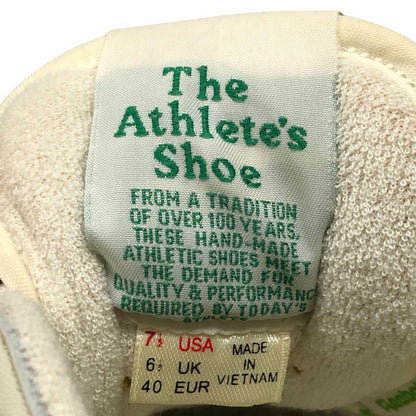 The
Athlete's
Shoe
FROM A TRADITION
OF OVER 100 YEARS.
THESE HAND-MADE
ATHLETIC SHOES MEET
THE DEMAND FOR
QUALITY & PERFORMANCE
REQUIRED BY TODAY'S
7½ USA
6½ UK
40 EUR
MADE
IN
VIETNAM